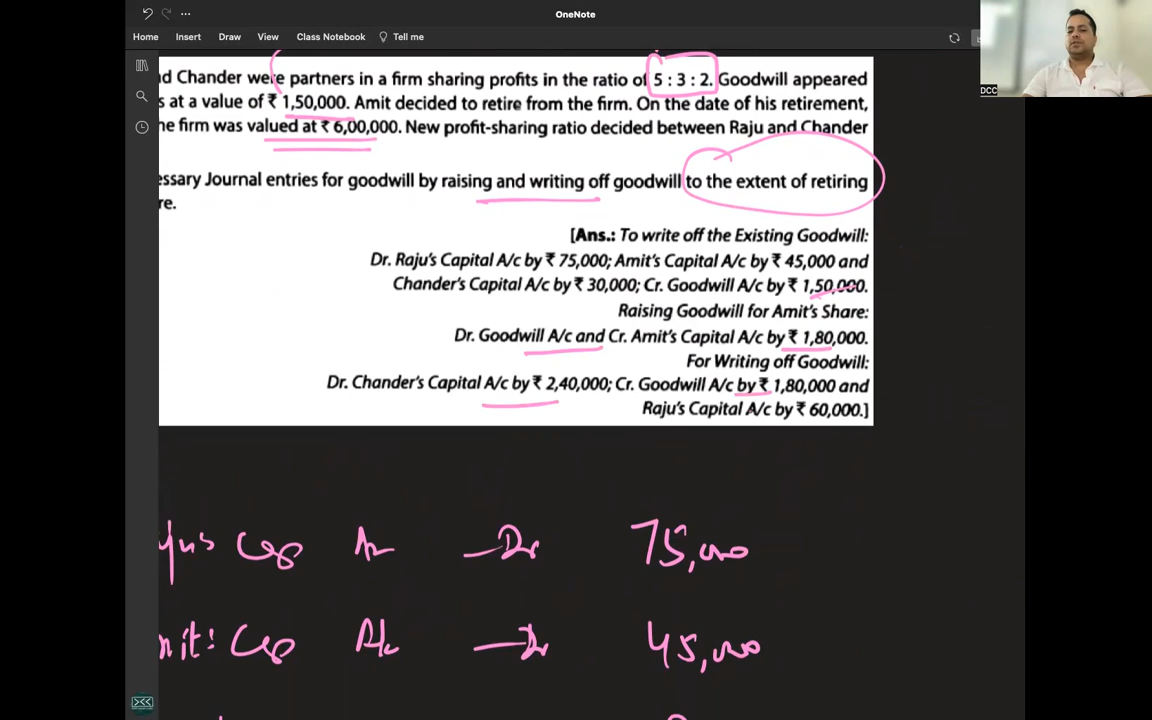 OneNote
Home Insert Draw View Class Notebook Tell me
DCC
d Chander were partners in a firm sharing profits in the ratio of 5 : 3 : 2. Goodwill appeared
s at a value of ₹ 1,50,000. Amit decided to retire from the firm. On the date of his retirement,
he firm was valued at ₹ 6,00,000. New profit-sharing ratio decided between Raju and Chander
essary Journal entries for goodwill by raising and writing off goodwill to the extent of retiring
re.
[Ans.: To write off the Existing Goodwill:
Dr. Raju's Capital A/c by ₹ 75,000; Amit's Capital A/c by ₹ 45,000 and
Chander's Capital A/c by ₹ 30,000; Cr. Goodwill A/c by ₹ 1,50,000.
Raising Goodwill for Amit's Share:
Dr. Goodwill A/c and Cr. Amit's Capital A/c by ₹ 1,80,000.
For Writing off Goodwill:
Dr. Chander's Capital A/c by ₹ 2,40,000; Cr. Goodwill A/c by ₹ 1,80,000 and
Raju's Capital A/c by ₹ 60,000.]
Cap A/c —Dr 75,000
Cap A/c —Dr 45,000